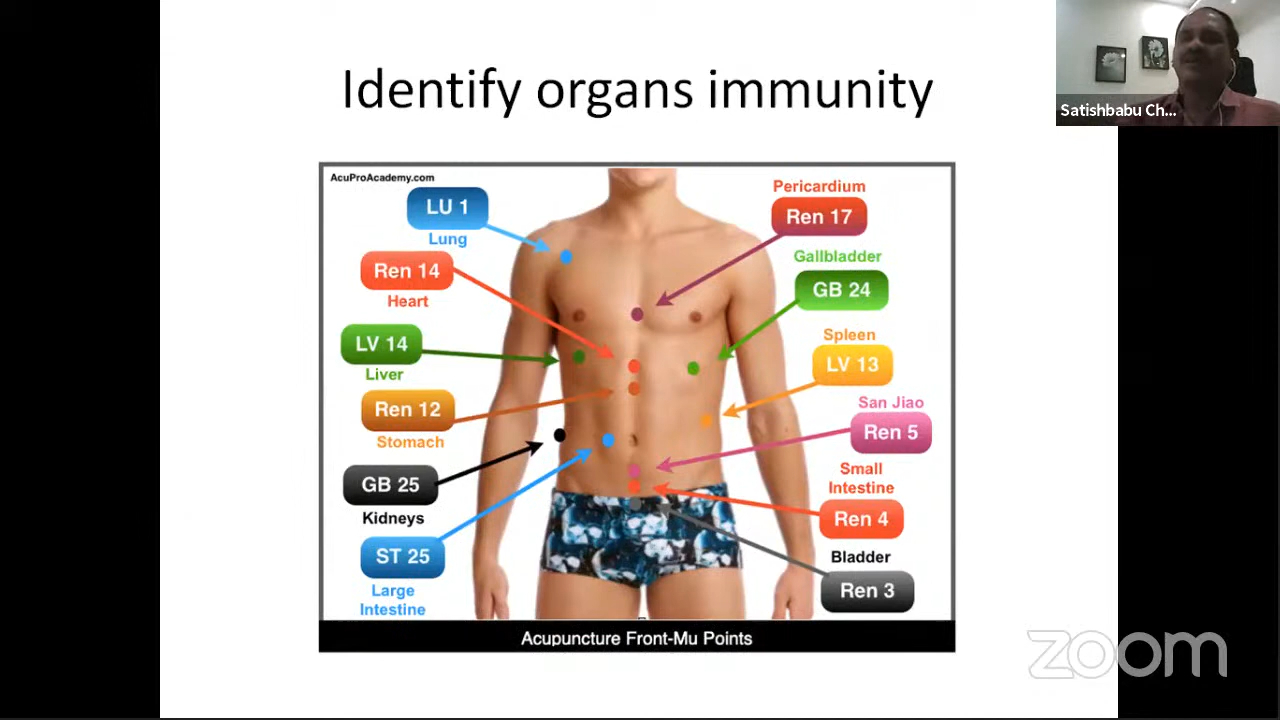 Identify organs immunity
Satishbabu Ch...
AcuProAcademy.com
LU 1
Lung
Ren 14
Heart
LV 14
Liver
Ren 12
Stomach
GB 25
Kidneys
ST 25
Large
Intestine
Pericardium
Ren 17
Gallbladder
GB 24
Spleen
LV 13
San Jiao
Ren 5
Small
Intestine
Ren 4
Bladder
Ren 3
Acupuncture Front-Mu Points
zoom